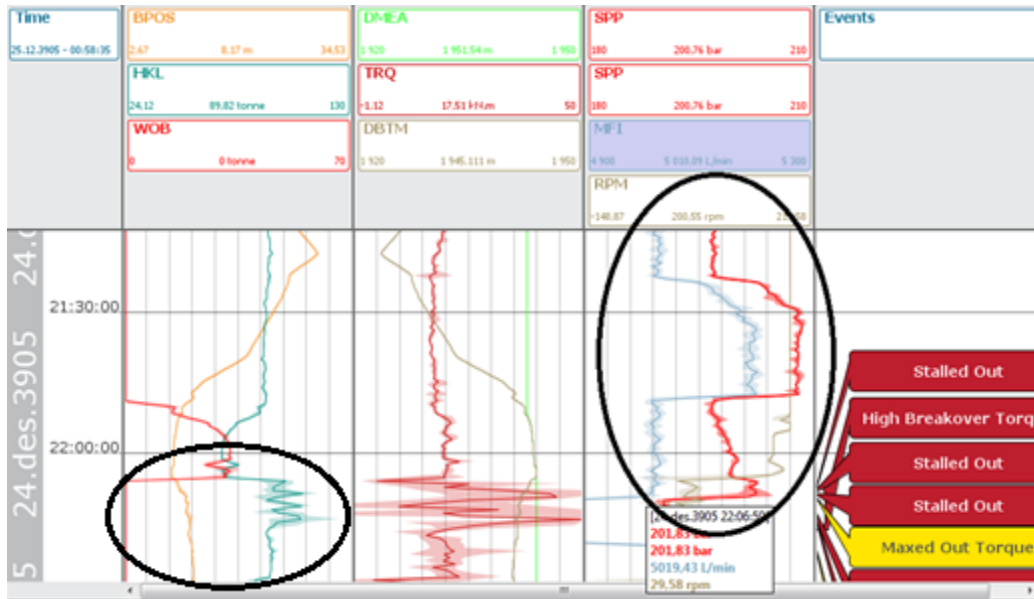 Time
25.12.3905 - 00:58:35
BPOS
2.67 8.17 m 34.53
HKL
24.12 89.82 tonne 130
WOB
0 0 tonne 70
DMEA
1 920 1 951.54 m 1 950
TRQ
-1.12 17.51 kN.m 50
DBTM
1 920 1 945.111 m 1 950
SPP
180 200,76 bar 210
SPP
180 200,76 bar 210
MFI
4 900 5 010,09 L/min 5 300
RPM
-148,87 200,55 rpm
Events
24.des.3905
21:30:00
22:00:00
Stalled Out
High Breakover Torq
Stalled Out
Stalled Out
Maxed Out Torque
22:06:59]
201,83 bar
201,83 bar
5019,43 L/min
29,58 rpm